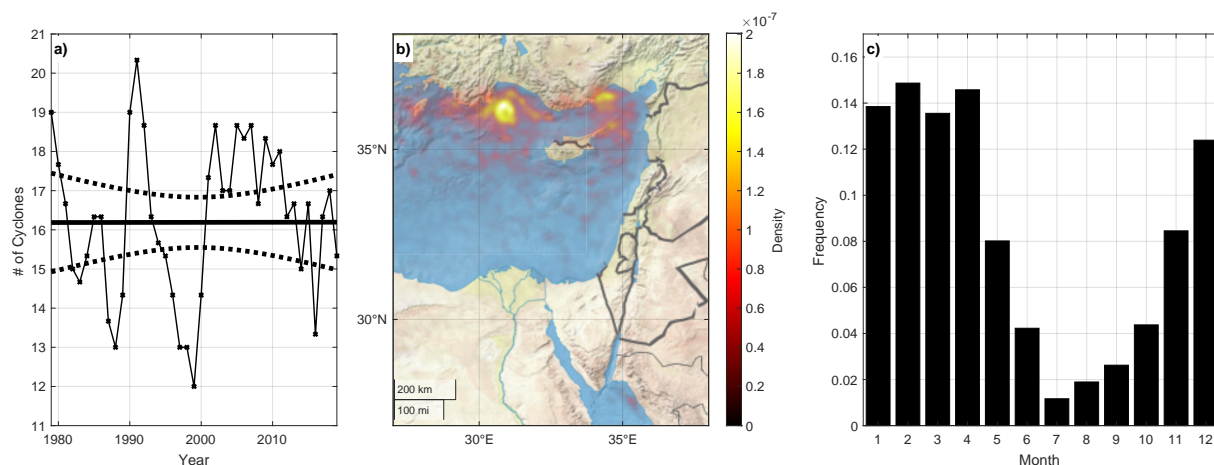 a)
21
20
19
18
17
16
15
14
13
12
11
# of Cyclones
1980 1990 2000 2010
Year
b)
35°N
30°N
30°E 35°E
200 km
100 mi
×10⁻⁷
2
1.8
1.6
1.4
1.2
1
0.8
0.6
0.4
0.2
0
Density
c)
0.16
0.14
0.12
0.1
0.08
0.06
0.04
0.02
0
Frequency
1 2 3 4 5 6 7 8 9 10 11 12
Month